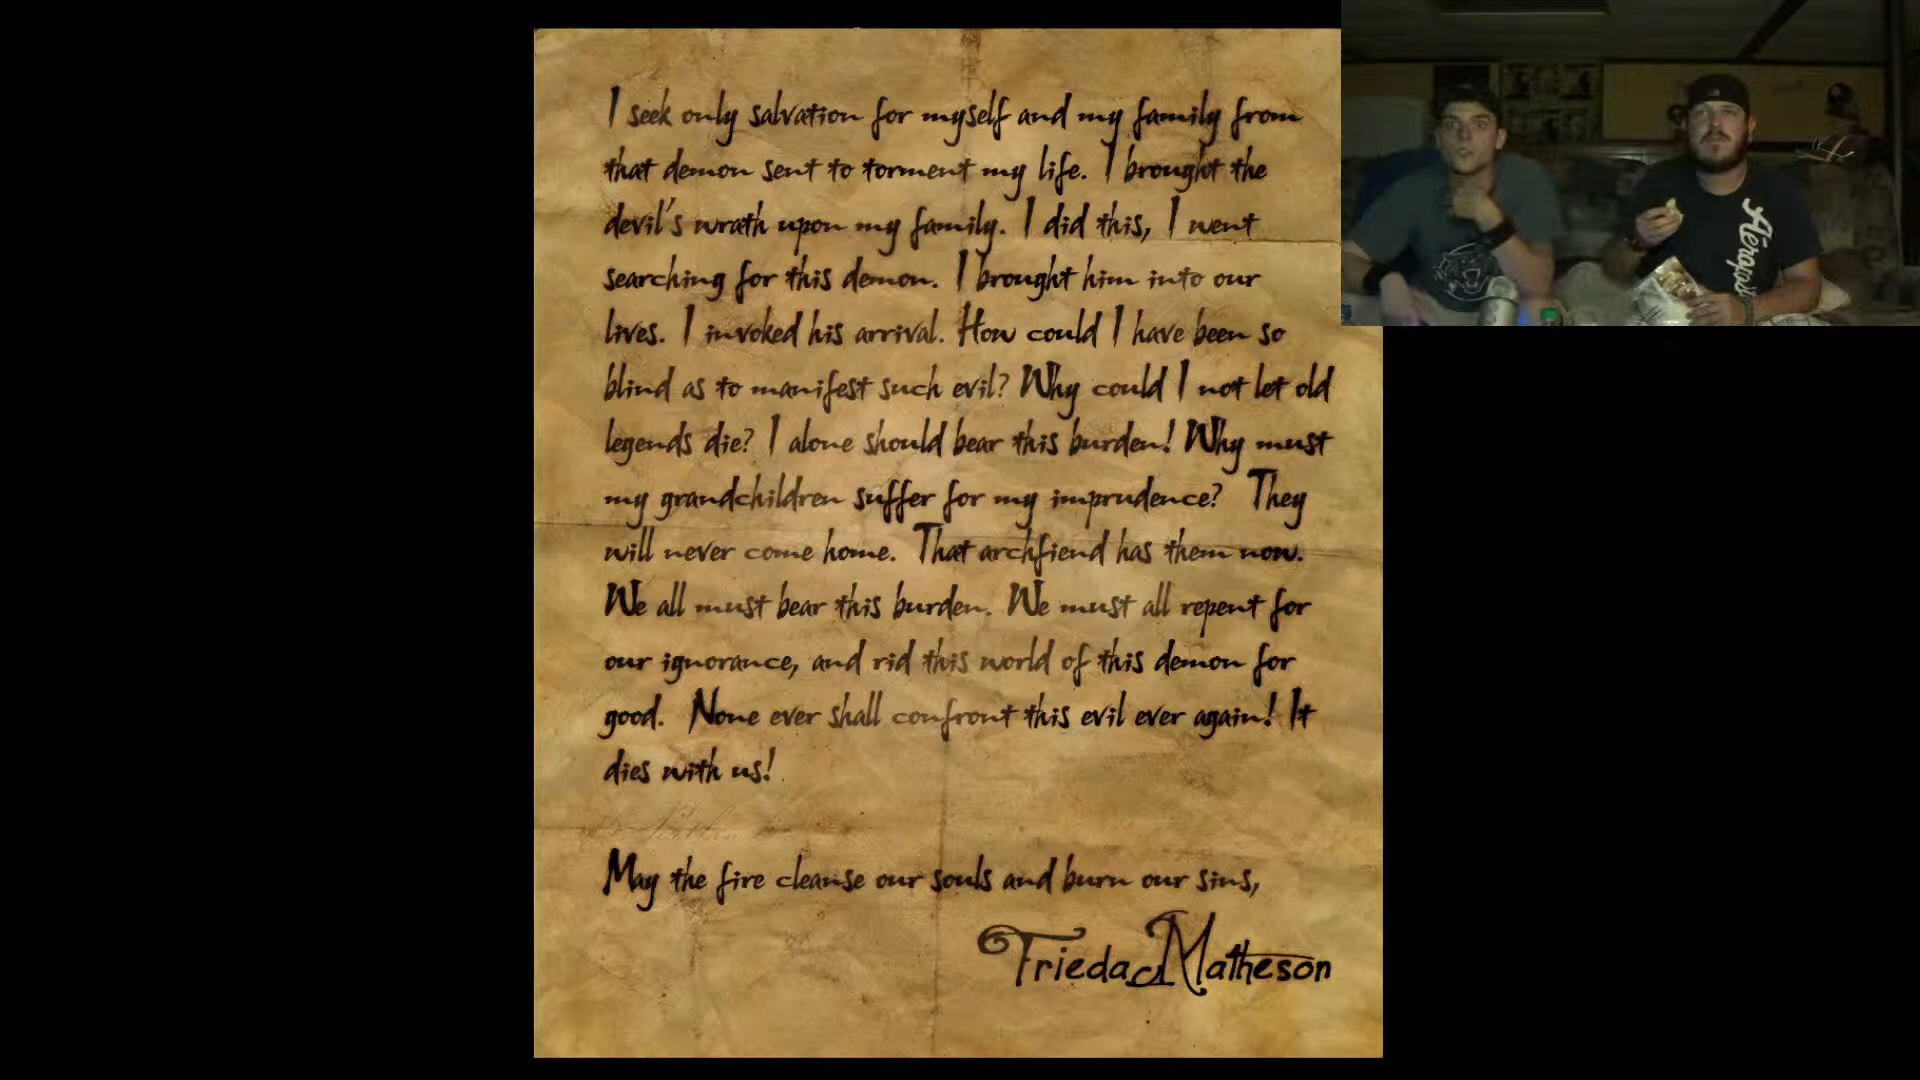 I seek only salvation for myself and my family from
that demon sent to torment my life. I brought the
devil's wrath upon my family. I did this, I went
searching for this demon. I brought him into our
lives. I invoked his arrival. How could I have been so
blind as to manifest such evil? Why could I not let old
legends die? I alone should bear this burden! Why must
my grandchildren suffer for my imprudence? They
will never come home. That archfiend has them now.
We all must bear this burden. We must all repent for
our ignorance, and rid this world of this demon for
good. None ever shall confront this evil ever again! It
dies with us!
May the fire cleanse our souls and burn our sins,
Frieda Matheson